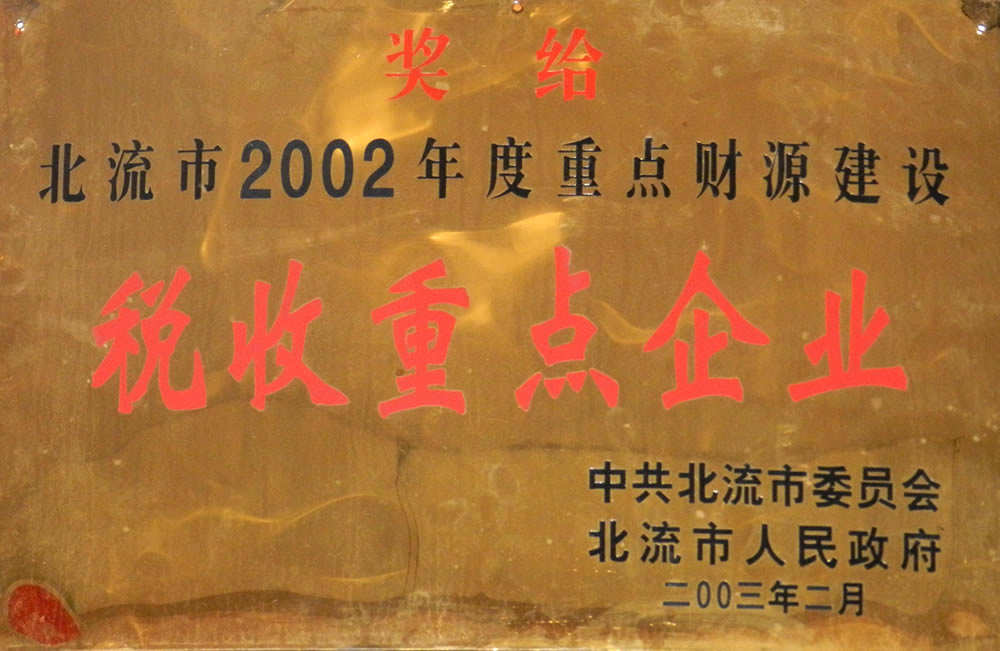 奖给
北流市2002年度重点财源建设
税收重点企业
中共北流市委员会
北流市人民政府
二00三年二月